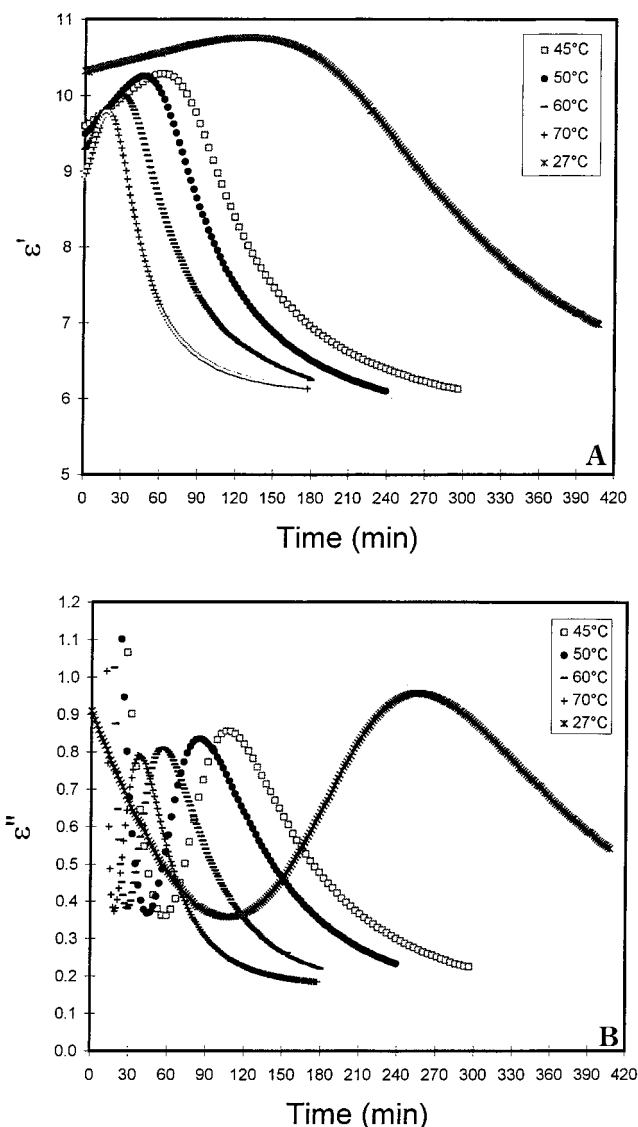 11
10
9
8
7
6
5
ε'
□ 45°C
● 50°C
- 60°C
+ 70°C
× 27°C
A
0 30 60 90 120 150 180 210 240 270 300 330 360 390 420
Time (min)
1.2
1.1
1.0
0.9
0.8
0.7
0.6
0.5
0.4
0.3
0.2
0.1
0.0
ε"
□ 45°C
● 50°C
- 60°C
+ 70°C
× 27°C
B
0 30 60 90 120 150 180 210 240 270 300 330 360 390 420
Time (min)